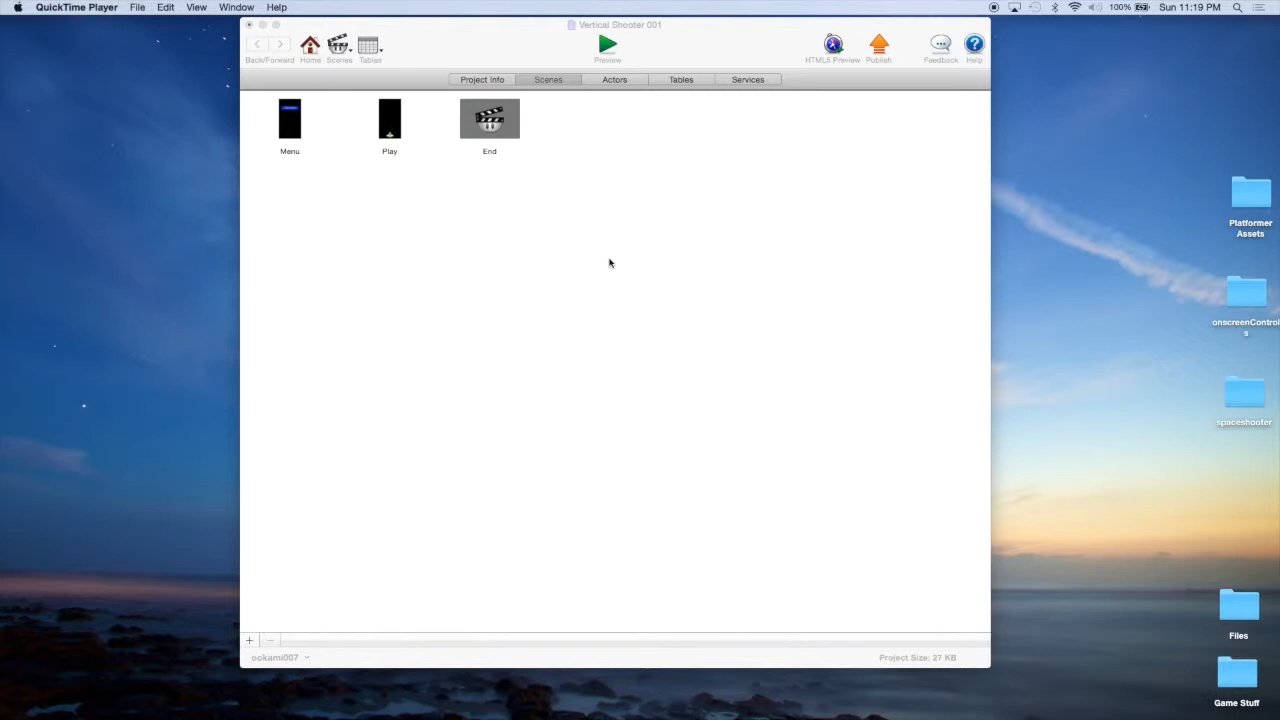 QuickTime Player File Edit View Window Help
100% Sun 11:19 PM
Vertical Shooter 001
Back/Forward Home Scenes Tables Preview HTML5 Preview Publish Feedback Help
Project Info Scenes Actors Tables Services
Menu Play End
Platformer
Assets
onscreenControl
s
spaceshooter
Files
ookami007 Project Size: 27 KB
Game Stuff